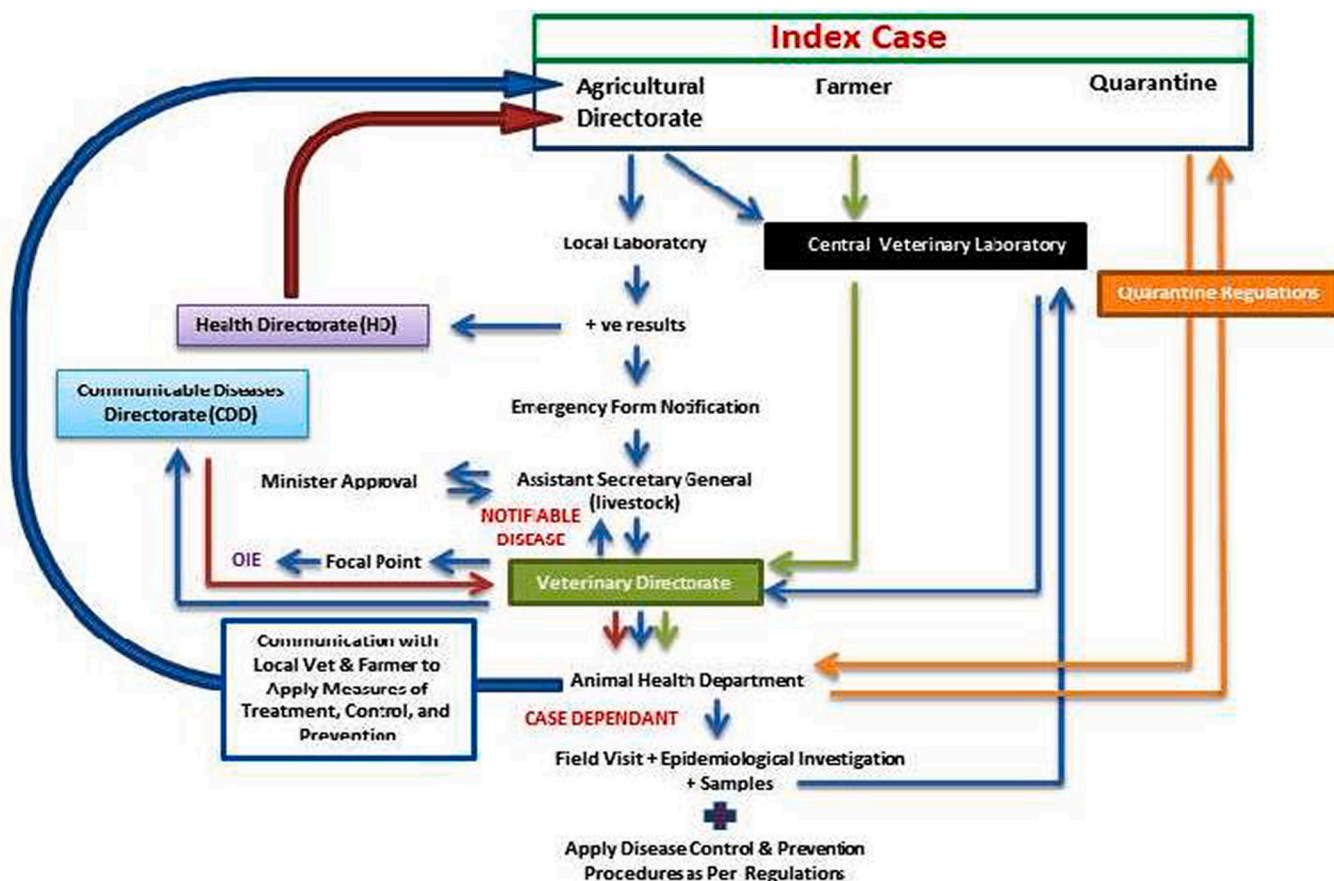 Index Case
Agricultural
Directorate
Farmer
Quarantine
Local Laboratory
Central Veterinary Laboratory
Quarantine Regulations
Health Directorate (HD)
+ ve results
Communicable Diseases
Directorate (CDD)
Emergency Form Notification
Minister Approval
Assistant Secretary General
(livestock)
NOTIFIABLE
DISEASE
OIE
Focal Point
Veterinary Directorate
Communication with
Local Vet & Farmer to
Apply Measures of
Treatment, Control, and
Prevention
Animal Health Department
CASE DEPENDANT
Field Visit + Epidemiological Investigation
+ Samples
Apply Disease Control & Prevention
Procedures as Per Regulations